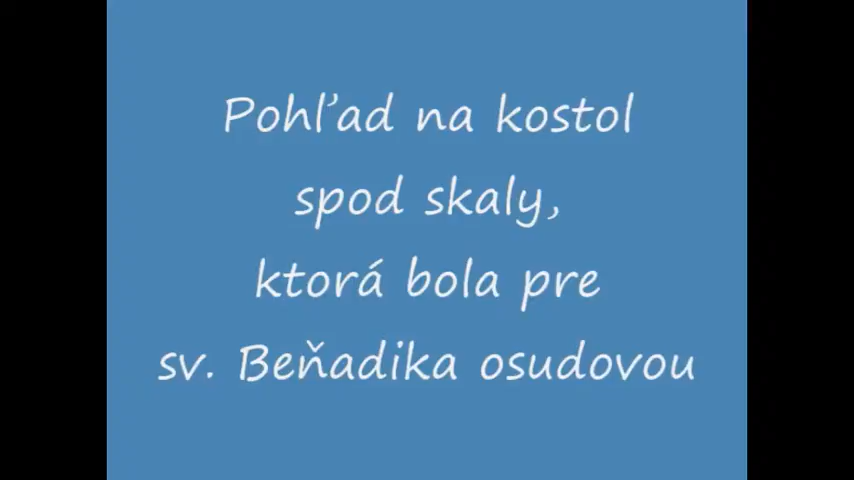 Pohľad na kostol
spod skaly,
ktorá bola pre
sv. Beňadika osudovou